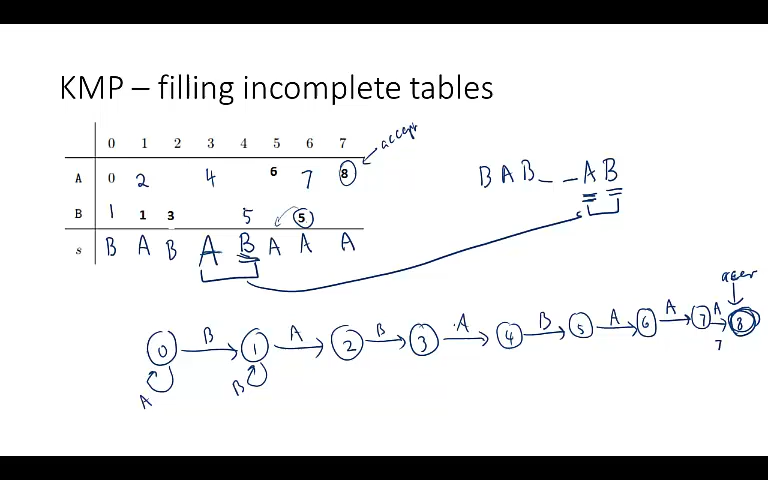 KMP – filling incomplete tables
0 1 2 3 4 5 6 7
accept
A 0 2 4 6 7 8
B 1 1 3 5 5
s B A B A B A A A
B A B _ _ A B
0 B 1 A 2 B 3 A 4 B 5 A 6 A 7 A 8
A B 7